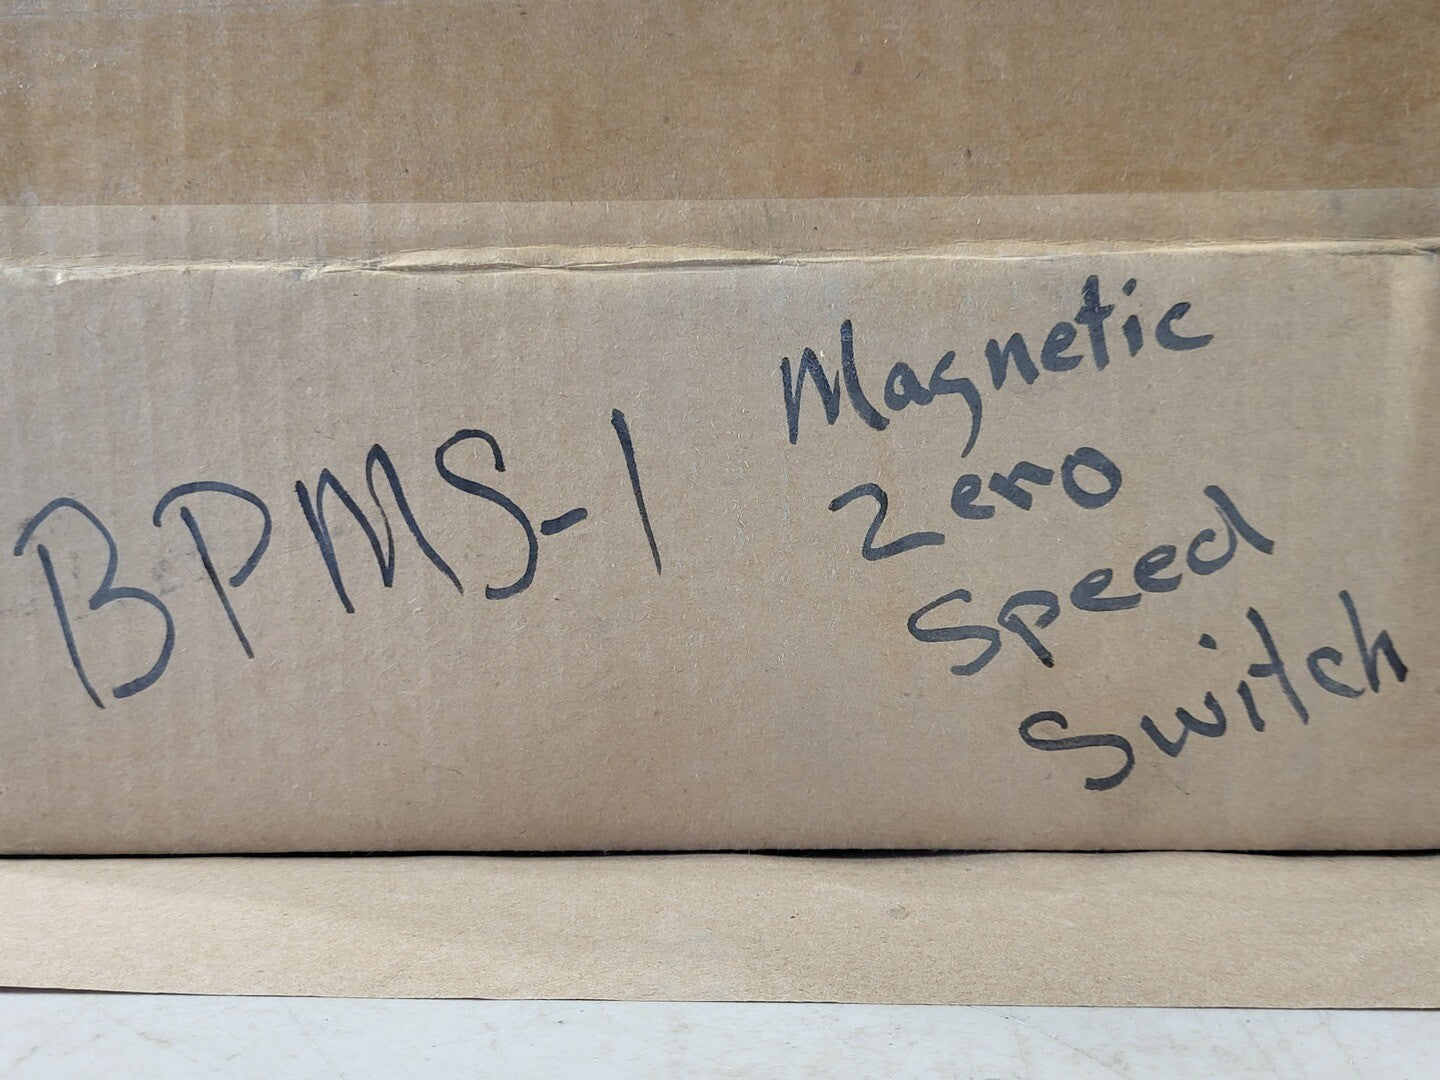 BPMS-1
Magnetic
Zero
Speed
Switch